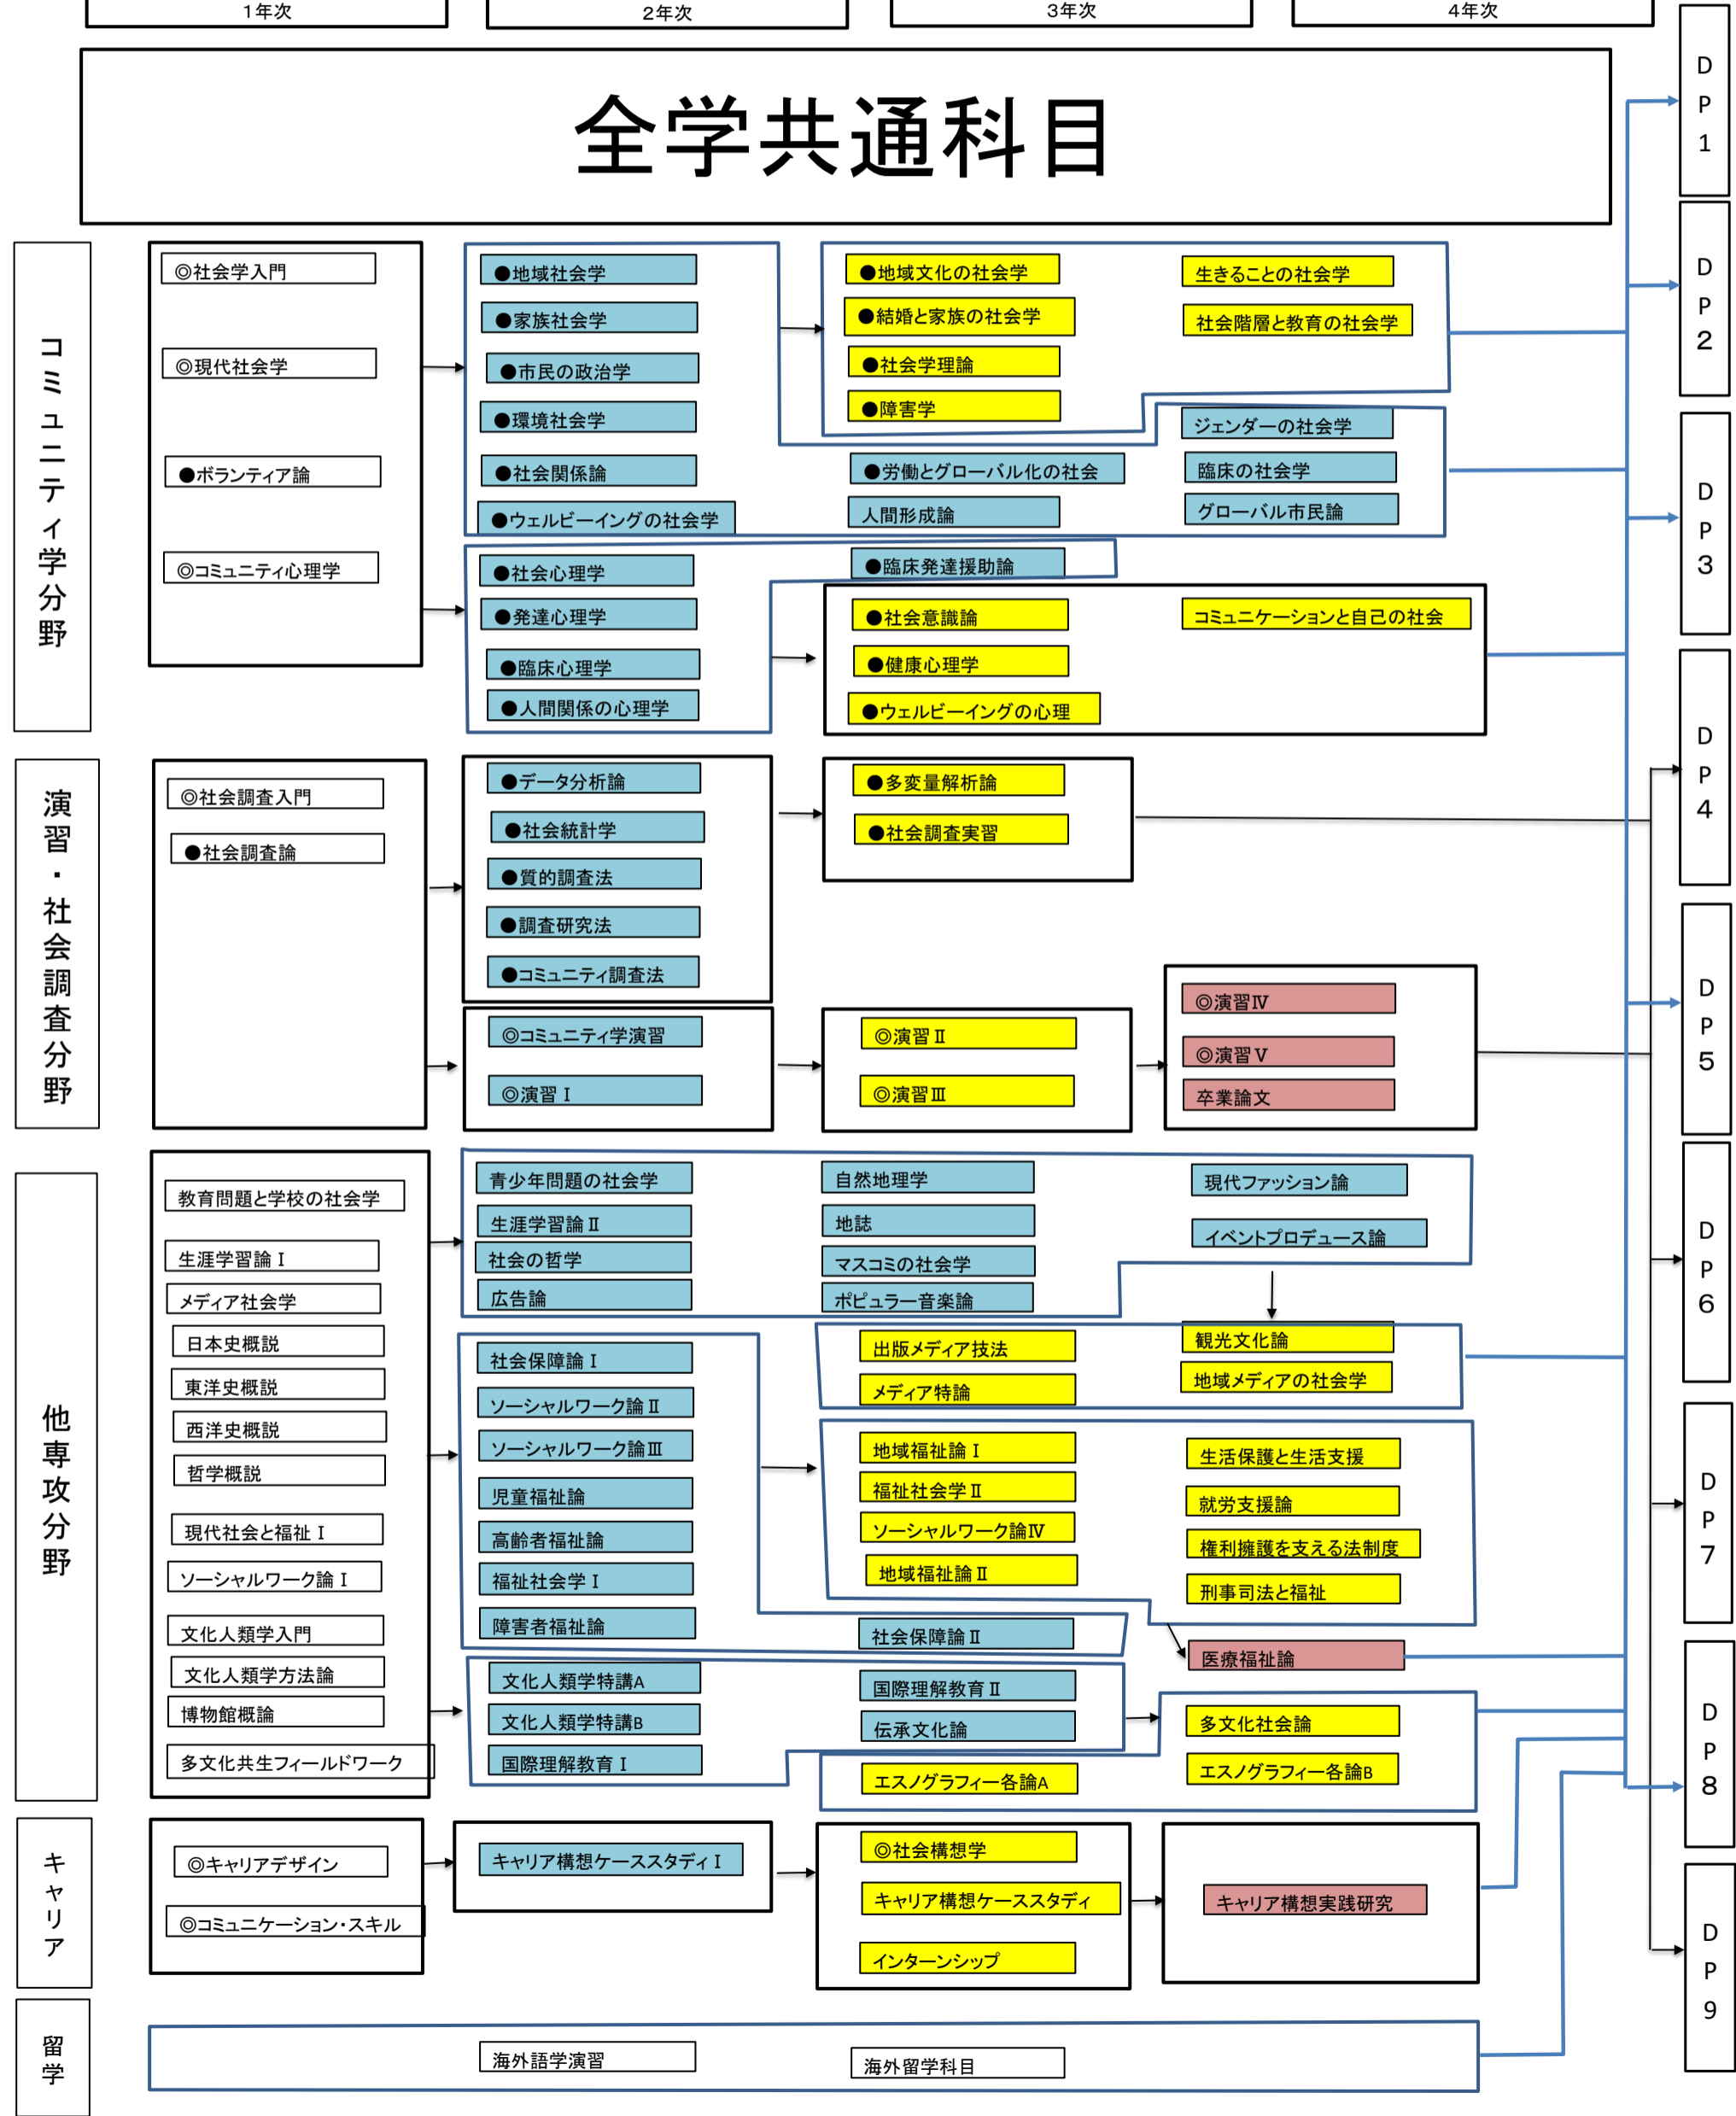 1年次
2年次
3年次
4年次
全学共通科目
コミュニティ学分野
◎社会学入門
◎現代社会学
●ボランティア論
◎コミュニティ心理学
●地域社会学
●家族社会学
●市民の政治学
●環境社会学
●社会関係論
●ウェルビーイングの社会学
●地域文化の社会学
●結婚と家族の社会学
●社会学理論
●障害学
生きることの社会学
社会階層と教育の社会学
●労働とグローバル化の社会
人間形成論
ジェンダーの社会学
臨床の社会学
グローバル市民論
●社会心理学
●発達心理学
●臨床心理学
●人間関係の心理学
●臨床発達援助論
●社会意識論
●健康心理学
●ウェルビーイングの心理
コミュニケーションと自己の社会
演習・社会調査分野
◎社会調査入門
●社会調査論
●データ分析論
●社会統計学
●質的調査法
●調査研究法
●コミュニティ調査法
●多変量解析論
●社会調査実習
◎コミュニティ学演習
◎演習Ⅰ
◎演習Ⅱ
◎演習Ⅲ
◎演習Ⅳ
◎演習Ⅴ
卒業論文
他専攻分野
教育問題と学校の社会学
生涯学習論Ⅰ
メディア社会学
日本史概説
東洋史概説
西洋史概説
哲学概説
現代社会と福祉Ⅰ
ソーシャルワーク論Ⅰ
文化人類学入門
文化人類学方法論
博物館概論
多文化共生フィールドワーク
青少年問題の社会学
生涯学習論Ⅱ
社会の哲学
広告論
自然地理学
地誌
マスコミの社会学
ポピュラー音楽論
現代ファッション論
イベントプロデュース論
社会保障論Ⅰ
ソーシャルワーク論Ⅱ
ソーシャルワーク論Ⅲ
児童福祉論
高齢者福祉論
福祉社会学Ⅰ
障害者福祉論
社会保障論Ⅱ
出版メディア技法
メディア特論
観光文化論
地域メディアの社会学
地域福祉論Ⅰ
福祉社会学Ⅱ
ソーシャルワーク論Ⅳ
地域福祉論Ⅱ
生活保護と生活支援
就労支援論
権利擁護を支える法制度
刑事司法と福祉
医療福祉論
文化人類学特講A
文化人類学特講B
国際理解教育Ⅰ
国際理解教育Ⅱ
伝承文化論
エスノグラフィー各論A
多文化社会論
エスノグラフィー各論B
キャリア
◎キャリアデザイン
◎コミュニケーション・スキル
キャリア構想ケーススタディⅠ
◎社会構想学
キャリア構想ケーススタディ
インターンシップ
キャリア構想実践研究
留学
海外語学演習
海外留学科目
DP1
DP2
DP3
DP4
DP5
DP6
DP7
DP8
DP9